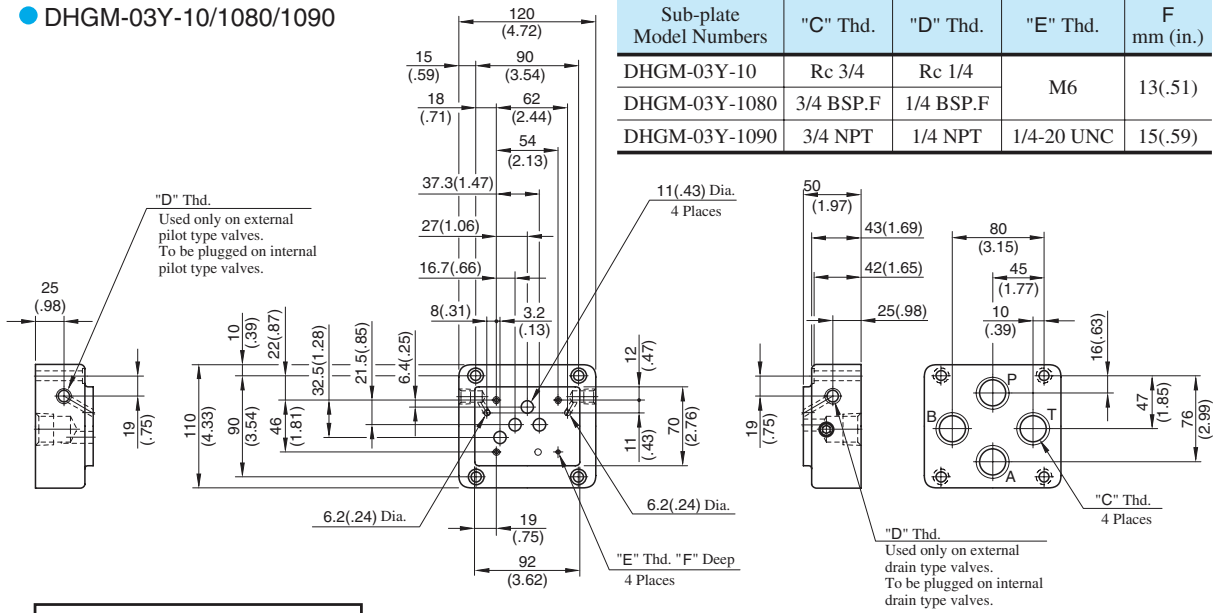 DHGM-03Y-10/1080/1090
Sub-plate Model Numbers "C" Thd. "D" Thd. "E" Thd. F mm (in.)
DHGM-03Y-10 Rc 3/4 Rc 1/4 M6 13(.51)
DHGM-03Y-1080 3/4 BSP.F 1/4 BSP.F
DHGM-03Y-1090 3/4 NPT 1/4 NPT 1/4-20 UNC 15(.59)
"D" Thd.
Used only on external
pilot type valves.
To be plugged on internal
pilot type valves.
25
(.98)
19
(.75)
120
(4.72)
15
(.59)
90
(3.54)
18
(.71)
62
(2.44)
54
(2.13)
37.3(1.47)
27(1.06)
16.7(.66)
8(.31)
3.2
(.13)
11(.43) Dia.
4 Places
110
(4.33)
10
(.39)
90
(3.54)
22(.87)
46
(1.81)
32.5(1.28)
21.5(.85)
6.4(.25)
12
(.47)
11
(.43)
70
(2.76)
6.2(.24) Dia.
6.2(.24) Dia.
19
(.75)
92
(3.62)
"E" Thd. "F" Deep
4 Places
50
(1.97)
43(1.69)
42(1.65)
25(.98)
19
(.75)
"D" Thd.
Used only on external
drain type valves.
To be plugged on internal
drain type valves.
80
(3.15)
45
(1.77)
10
(.39)
16(.63)
47
(1.85)
76
(2.99)
P
B
T
A
"C" Thd.
4 Places